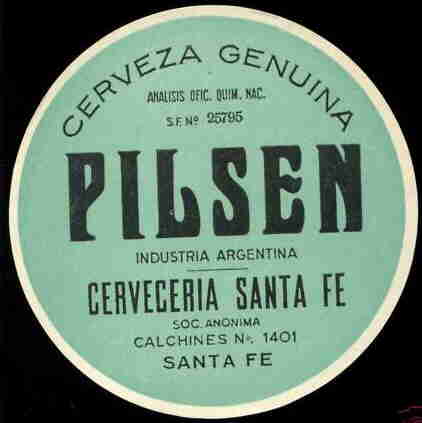 CERVEZA GENUINA
ANALISIS OFIC. QUIM. NAC.
S.F. Nº 25795
PILSEN
INDUSTRIA ARGENTINA
CERVECERIA SANTA FE
SOC. ANONIMA
CALCHINES Nº. 1401
SANTA FE